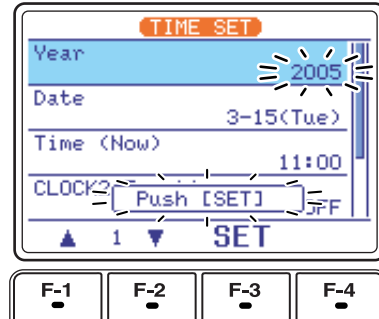 TIME SET
Year
2005
Date
3-15(Tue)
Time (Now)
11:00
CLOCK2
Push [SET]
▲ 1 ▼ SET
F-1 F-2 F-3 F-4